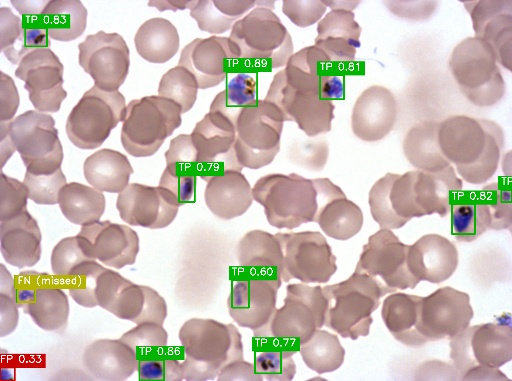 TP 0.83
TP 0.89
TP 0.81
TP 0.79
TP 0.82
TP
FN (missed)
TP 0.60
FP 0.33
TP 0.86
TP 0.77